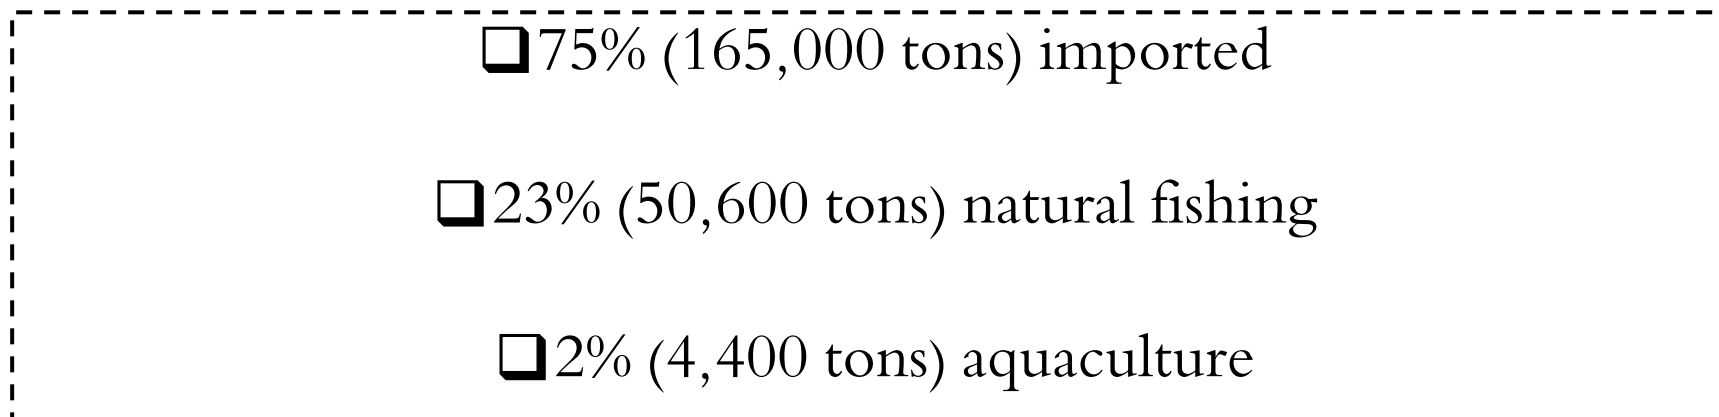 ❑75% (165,000 tons) imported
❑23% (50,600 tons) natural fishing
❑2% (4,400 tons) aquaculture